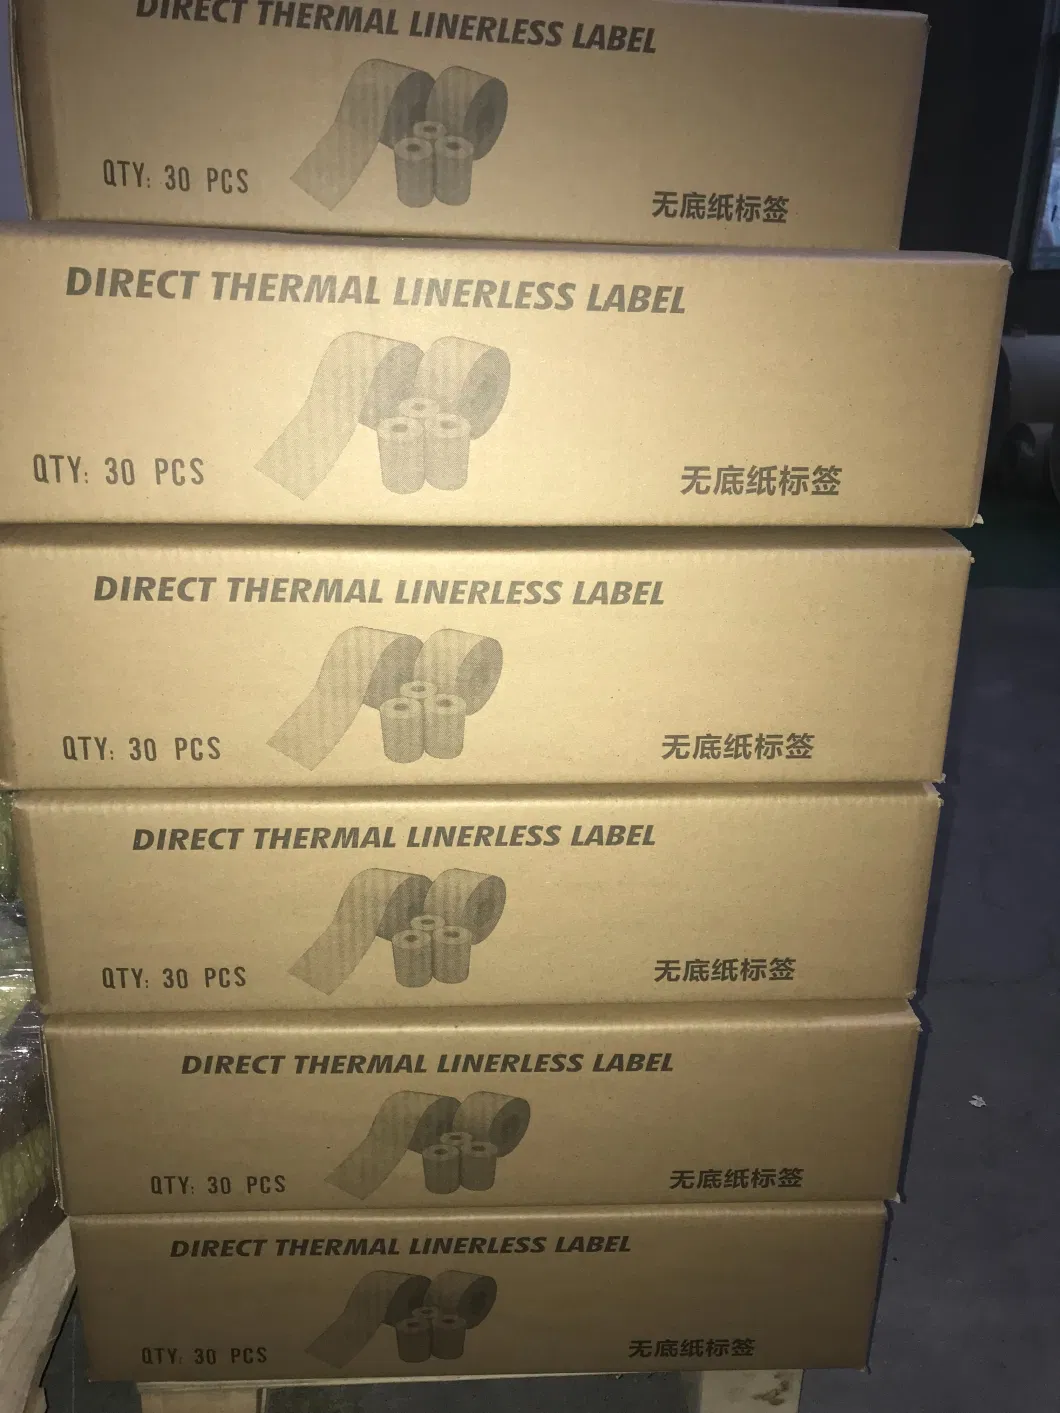 DIRECT THERMAL LINERLESS LABEL
QTY: 30 PCS
无底纸标签
DIRECT THERMAL LINERLESS LABEL
QTY: 30 PCS
无底纸标签
DIRECT THERMAL LINERLESS LABEL
QTY: 30 PCS
无底纸标签
DIRECT THERMAL LINERLESS LABEL
QTY: 30 PCS
无底纸标签
DIRECT THERMAL LINERLESS LABEL
QTY: 30 PCS
无底纸标签
DIRECT THERMAL LINERLESS LABEL
QTY: 30 PCS
无底纸标签